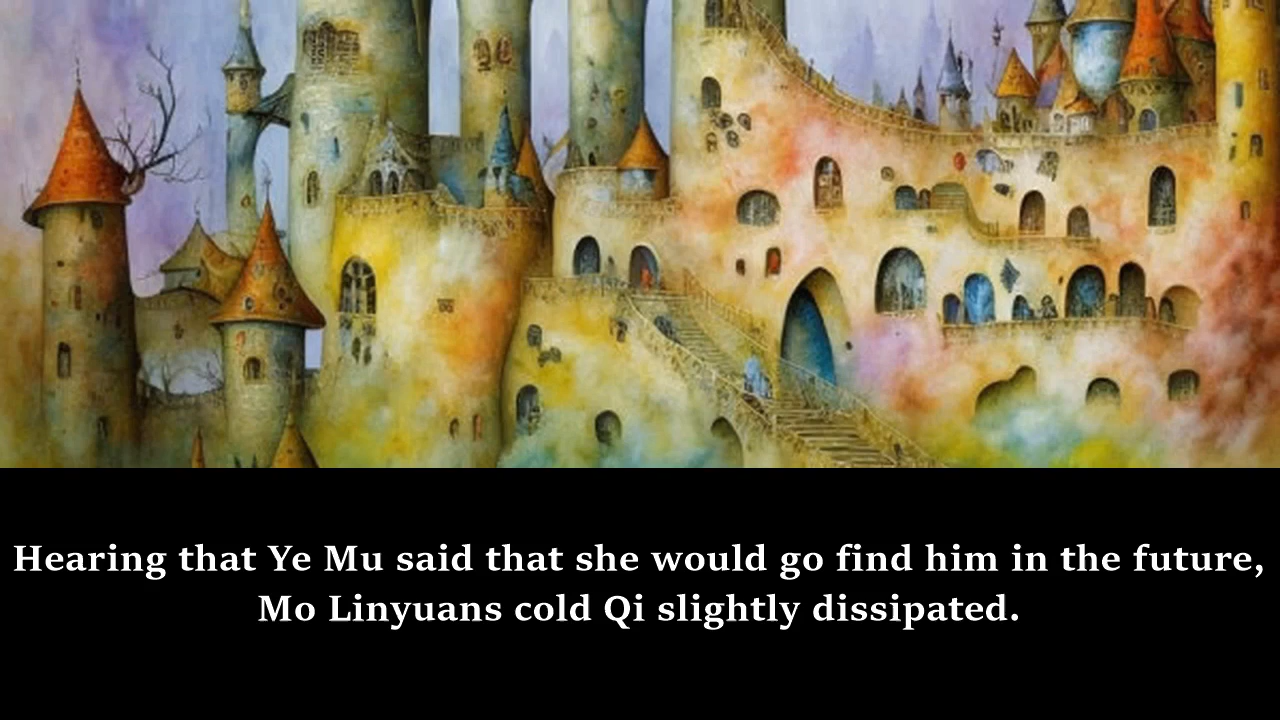 Hearing that Ye Mu said that she would go find him in the future,
Mo Linyuans cold Qi slightly dissipated.